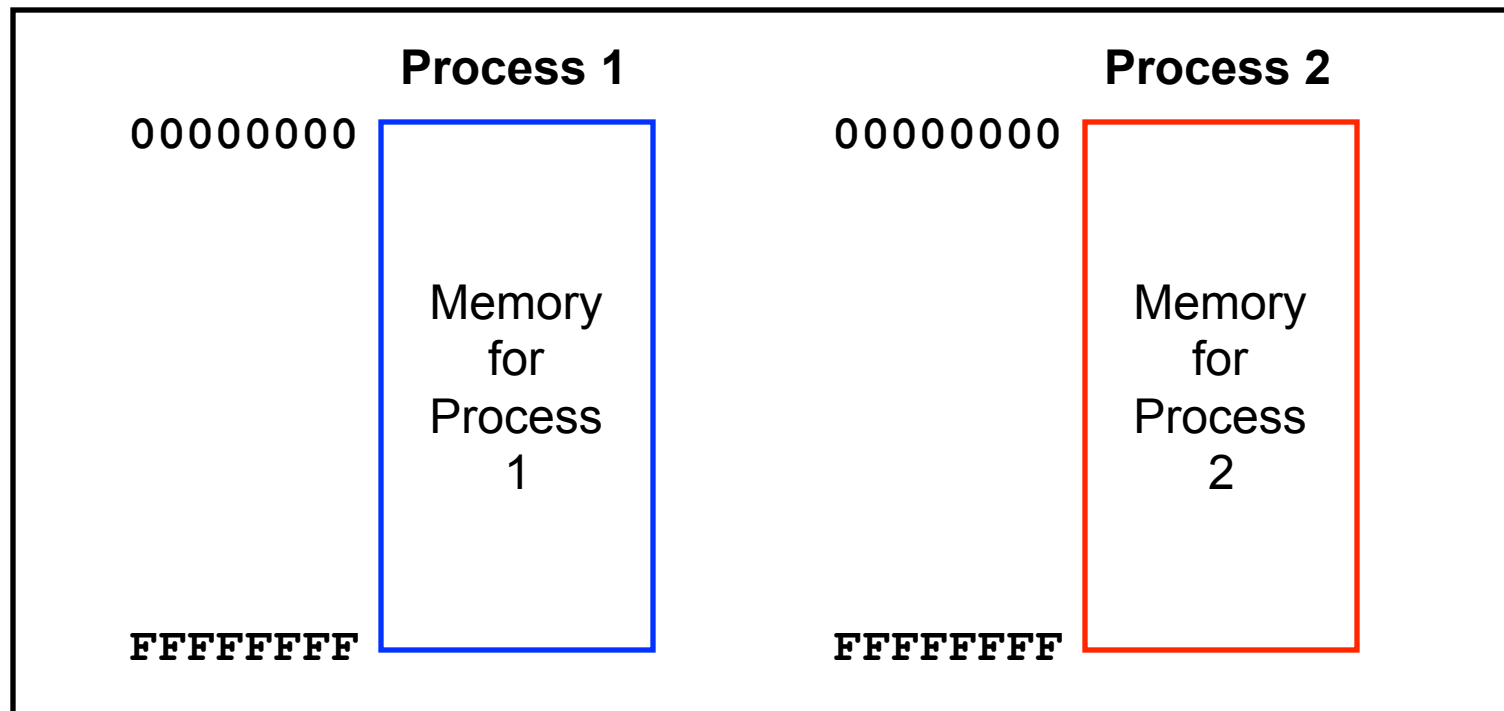 Process 1
00000000
Memory
for
Process
1
FFFFFFFF
Process 2
00000000
Memory
for
Process
2
FFFFFFFF